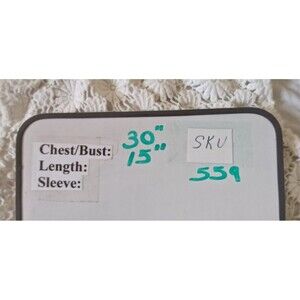 Chest/Bust: 30"
Length: 15"
Sleeve:
SKU
559